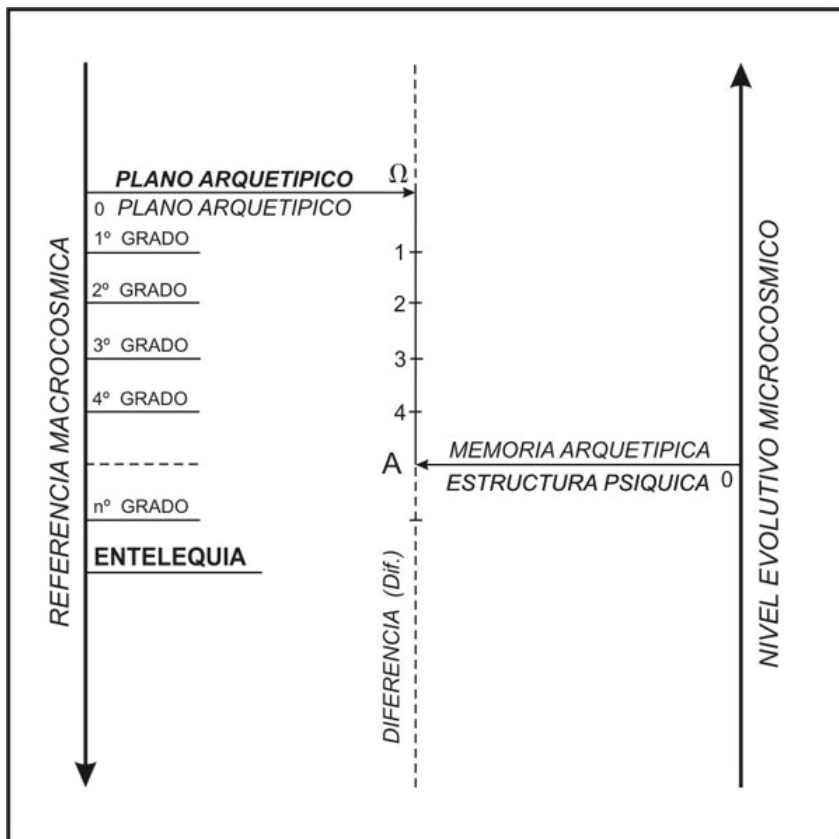 PLANO ARQUETIPICO
Ω
0 PLANO ARQUETIPICO
1º GRADO
2º GRADO
3º GRADO
4º GRADO
nº GRADO
ENTELEQUIA
REFERENCIA MACROCOSMICA
1
2
3
4
A
DIFERENCIA (Dif.)
MEMORIA ARQUETIPICA
ESTRUCTURA PSIQUICA 0
NIVEL EVOLUTIVO MICROCOSMICO